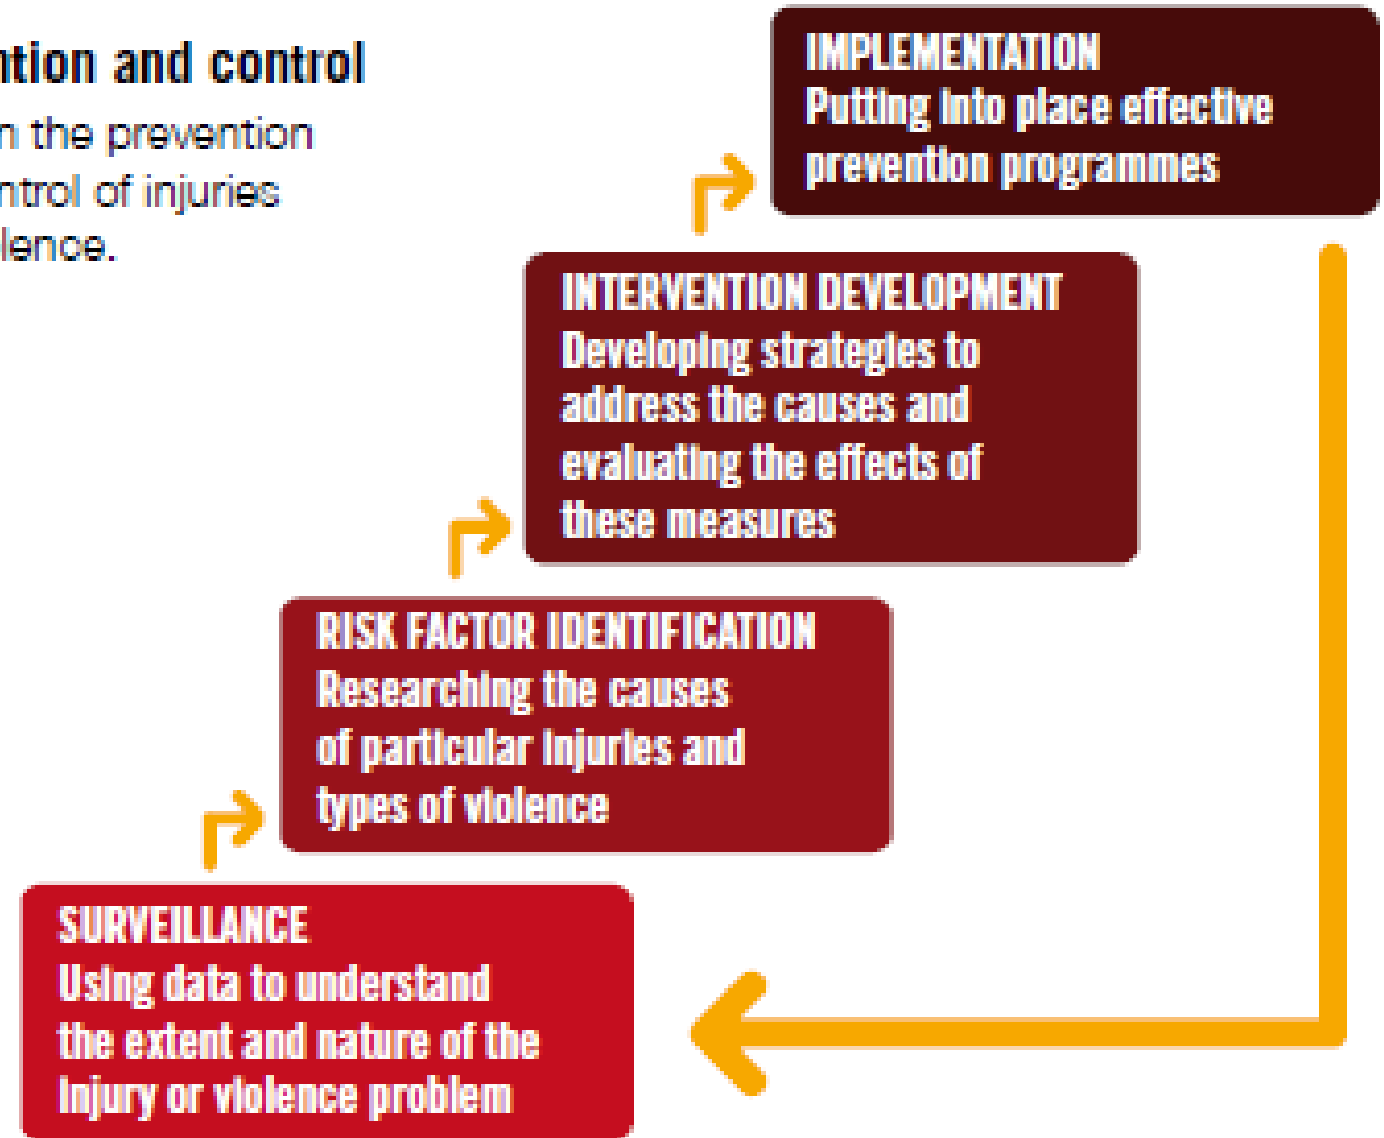 ntion and control
n the prevention
ntrol of injuries
lence.
IMPLEMENTATION
Putting into place effective
prevention programmes
INTERVENTION DEVELOPMENT
Developing strategies to
address the causes and
evaluating the effects of
these measures
RISK FACTOR IDENTIFICATION
Researching the causes
of particular injuries and
types of violence
SURVEILLANCE
Using data to understand
the extent and nature of the
injury or violence problem